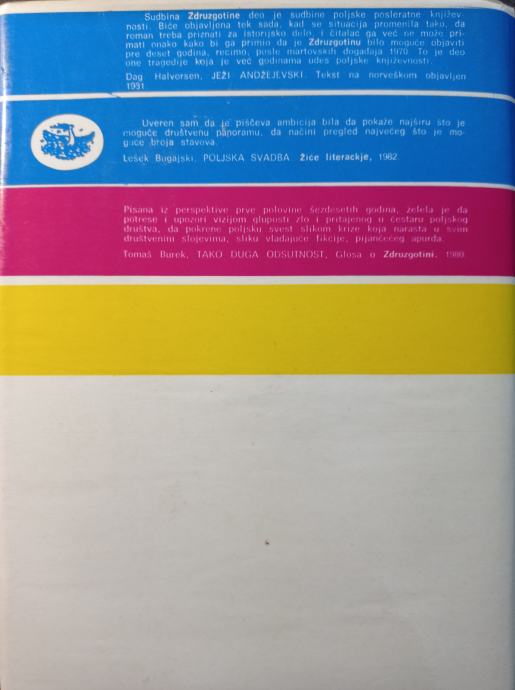 Sudbina Zdruzgotine deo je sudbine poljske posleratne književ-
nosti. Biće objavljena tek sada, kad se situacija promenila tako, da
roman treba priznati za istorijsko delo, i čitalac ga već ne može pri-
mati onako kako bi ga primio da je Zdruzgotinu bilo moguće objaviti
pre deset godina, recimo, posle martovskih događaja 1970. To je deo
one tragedije koja je već godinama udes poljske književnosti.
Dag Halvorsen, JEŽI ANDŽEJEVSKI. Tekst na norveškom objavljen
1981
Uveren sam da je piščeva ambicija bila da pokaže najširu što je
moguće društvenu panoramu, da načini pregled najvećeg što je mo-
guće broja stavova.
Lešek Bugajski, POLJSKA SVADBA Žiće literackje, 1982.
Pisana iz perspektive prve polovine šezdesetih godina, želela je da
potrese i upozori vizijom gluposti zlo i pritajenog u čestaru poljskog
društva, da pokrene poljsku svest slikom krize koja narasta u svim
društvenim slojevima, sliku vladajuće fikcije, pijančećeg apurda.
Tomaš Burek, TAKO DUGA ODSUTNOST, Glosa o Zdruzgotini, 1980.